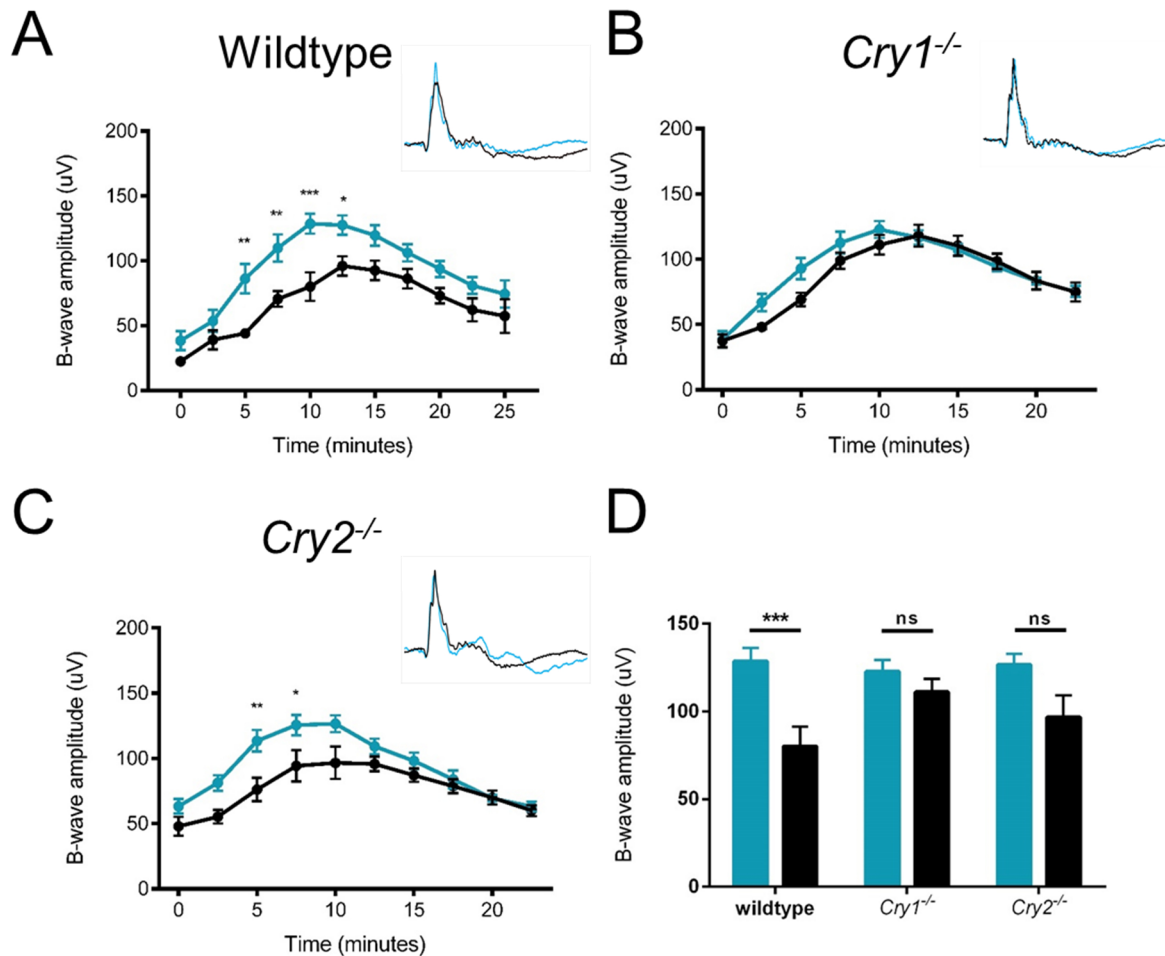 A
Wildtype
B-wave amplitude (uV)
200
150
100
50
0
** ** *** *
0 5 10 15 20 25
Time (minutes)
B
Cry1-/-
B-wave amplitude (uV)
200
150
100
50
0
0 5 10 15 20
Time (minutes)
C
Cry2-/-
B-wave amplitude (uV)
200
150
100
50
0
** *
0 5 10 15 20
Time (minutes)
D
B-wave amplitude (uV)
150
100
50
0
*** ns ns
wildtype Cry1-/- Cry2-/-